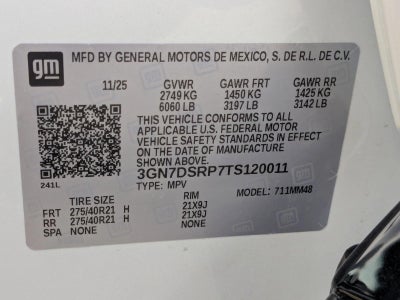 gm MFD BY GENERAL MOTORS DE MEXICO, S. DE R.L. DE C.V.
11/25 GVWR GAWR FRT GAWR RR
2749 KG 1450 KG 1425 KG
6060 LB 3197 LB 3142 LB
THIS VEHICLE CONFORMS TO ALL
APPLICABLE U.S. FEDERAL MOTOR
VEHICLE SAFETY STANDARDS IN EFFECT
ON THE DATE OF MANUFACTURE
SHOWN ABOVE.
3GN7DSRP7TS120011
241L TYPE: MPV MODEL: 711MM48
TIRE SIZE RIM
FRT 275/40R21 H 21X9J
RR 275/40R21 H 21X9J
SPA NONE NONE